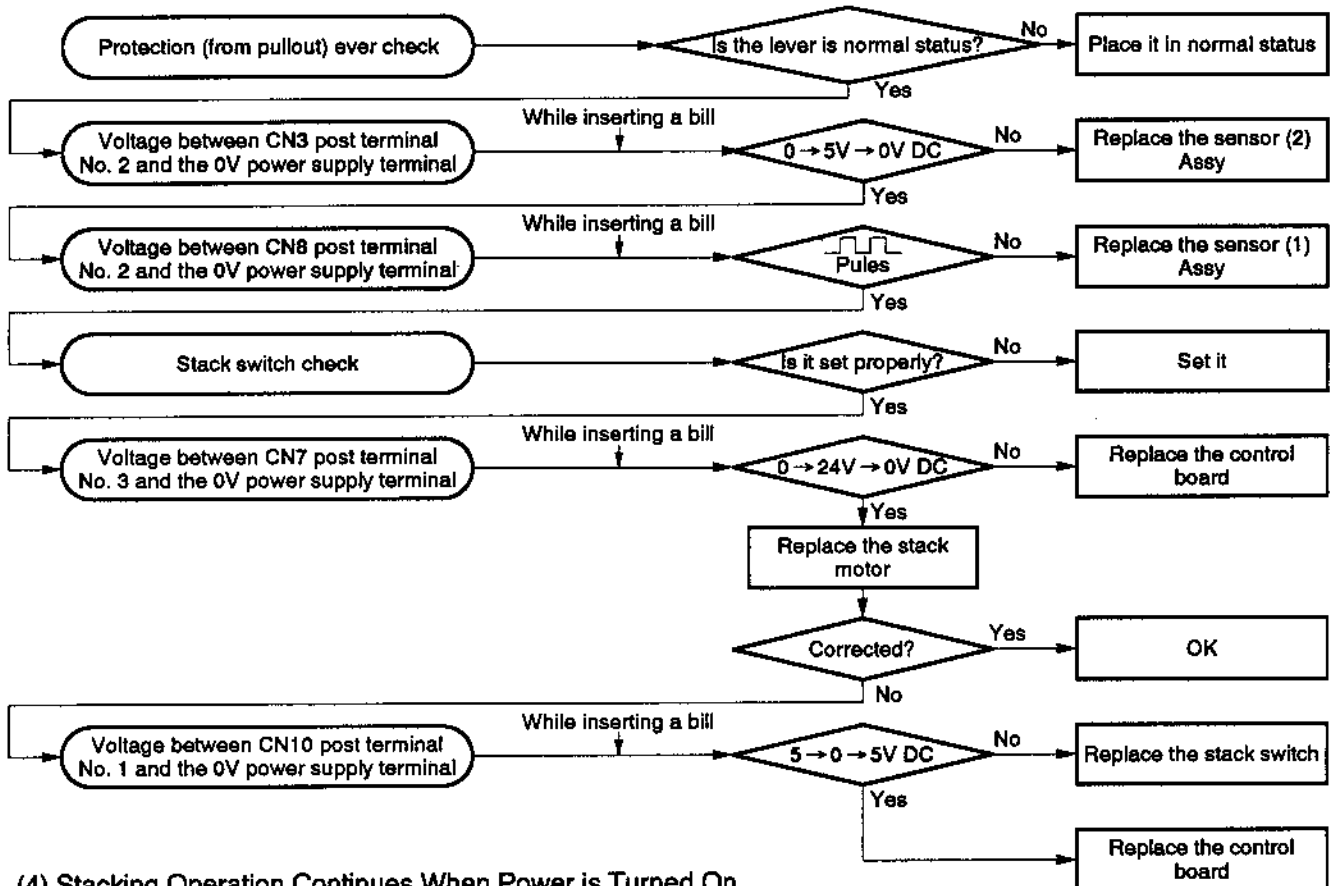 Protection (from pullout) ever check
Is the lever is normal status?
No
Place it in normal status
Yes
Voltage between CN3 post terminal
No. 2 and the 0V power supply terminal
While inserting a bill
0 → 5V → 0V DC
No
Replace the sensor (2)
Assy
Yes
Voltage between CN8 post terminal
No. 2 and the 0V power supply terminal
While inserting a bill
Pules
No
Replace the sensor (1)
Assy
Yes
Stack switch check
Is it set properly?
No
Set it
Yes
Voltage between CN7 post terminal
No. 3 and the 0V power supply terminal
While inserting a bill
0 → 24V → 0V DC
No
Replace the control
board
Yes
Replace the stack
motor
Corrected?
Yes
OK
No
Voltage between CN10 post terminal
No. 1 and the 0V power supply terminal
While inserting a bill
5 → 0 → 5V DC
No
Replace the stack switch
Yes
Replace the control
board
(4) Stacking Operation Continues When Power is Turned On